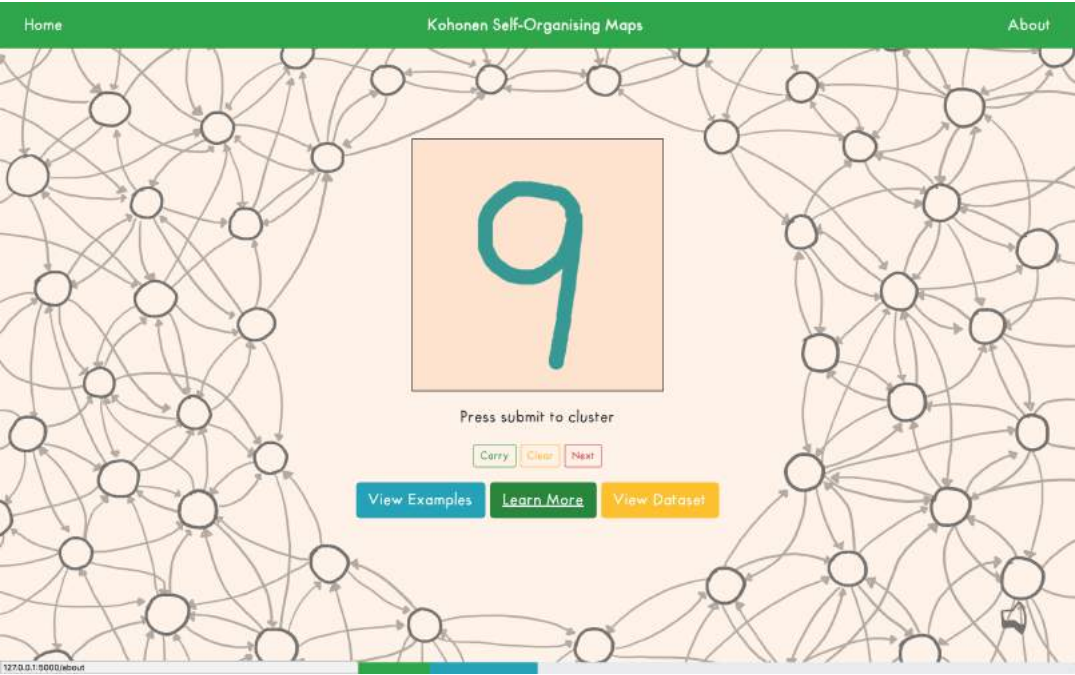 Home Kohonen Self-Organising Maps About
9
Press submit to cluster
Carry Clear Next
View Examples Learn More View Dataset
127.0.0.1:5000/about